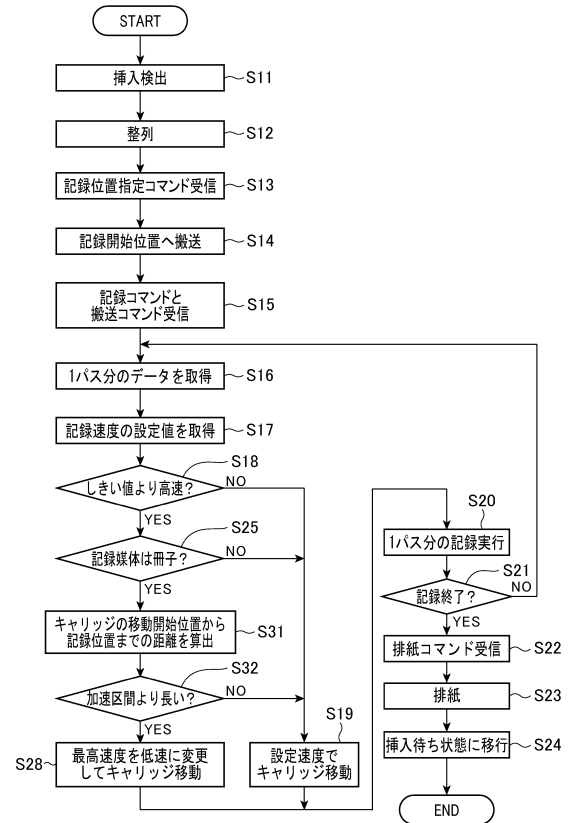 START
挿入検出
S11
整列
S12
記録位置指定コマンド受信
S13
記録開始位置へ搬送
S14
記録コマンドと
搬送コマンド受信
S15
1パス分のデータを取得
S16
記録速度の設定値を取得
S17
しきい値より高速?
S18
NO
YES
記録媒体は冊子?
S25
NO
YES
キャリッジの移動開始位置から
記録位置までの距離を算出
S31
加速区間より長い?
S32
NO
YES
最高速度を低速に変更
してキャリッジ移動
S28
設定速度で
キャリッジ移動
S19
1パス分の記録実行
S20
記録終了?
S21
NO
YES
排紙コマンド受信
S22
排紙
S23
挿入待ち状態に移行
S24
END